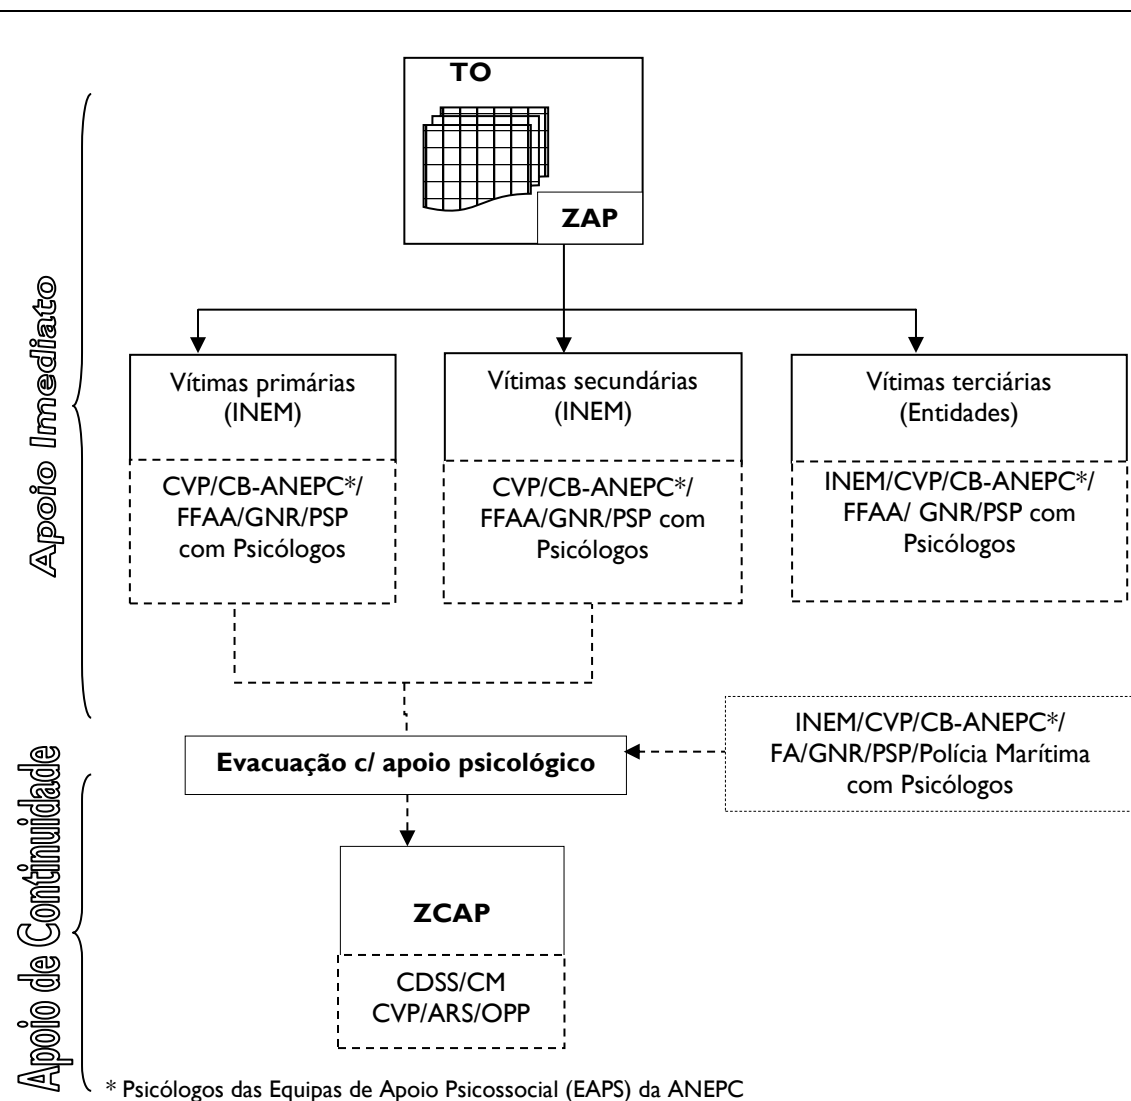 TO
ZAP
Apoio Imediato
Vítimas primárias
(INEM)
CVP/CB-ANEPC*/
FFAA/GNR/PSP
com Psicólogos
Vítimas secundárias
(INEM)
CVP/CB-ANEPC*/
FFAA/GNR/PSP com
Psicólogos
Vítimas terciárias
(Entidades)
INEM/CVP/CB-ANEPC*/
FFAA/ GNR/PSP com
Psicólogos
INEM/CVP/CB-ANEPC*/
FA/GNR/PSP/Polícia Marítima
com Psicólogos
Evacuação c/ apoio psicológico
Apoio de Continuidade
ZCAP
CDSS/CM
CVP/ARS/OPP
* Psicólogos das Equipas de Apoio Psicossocial (EAPS) da ANEPC